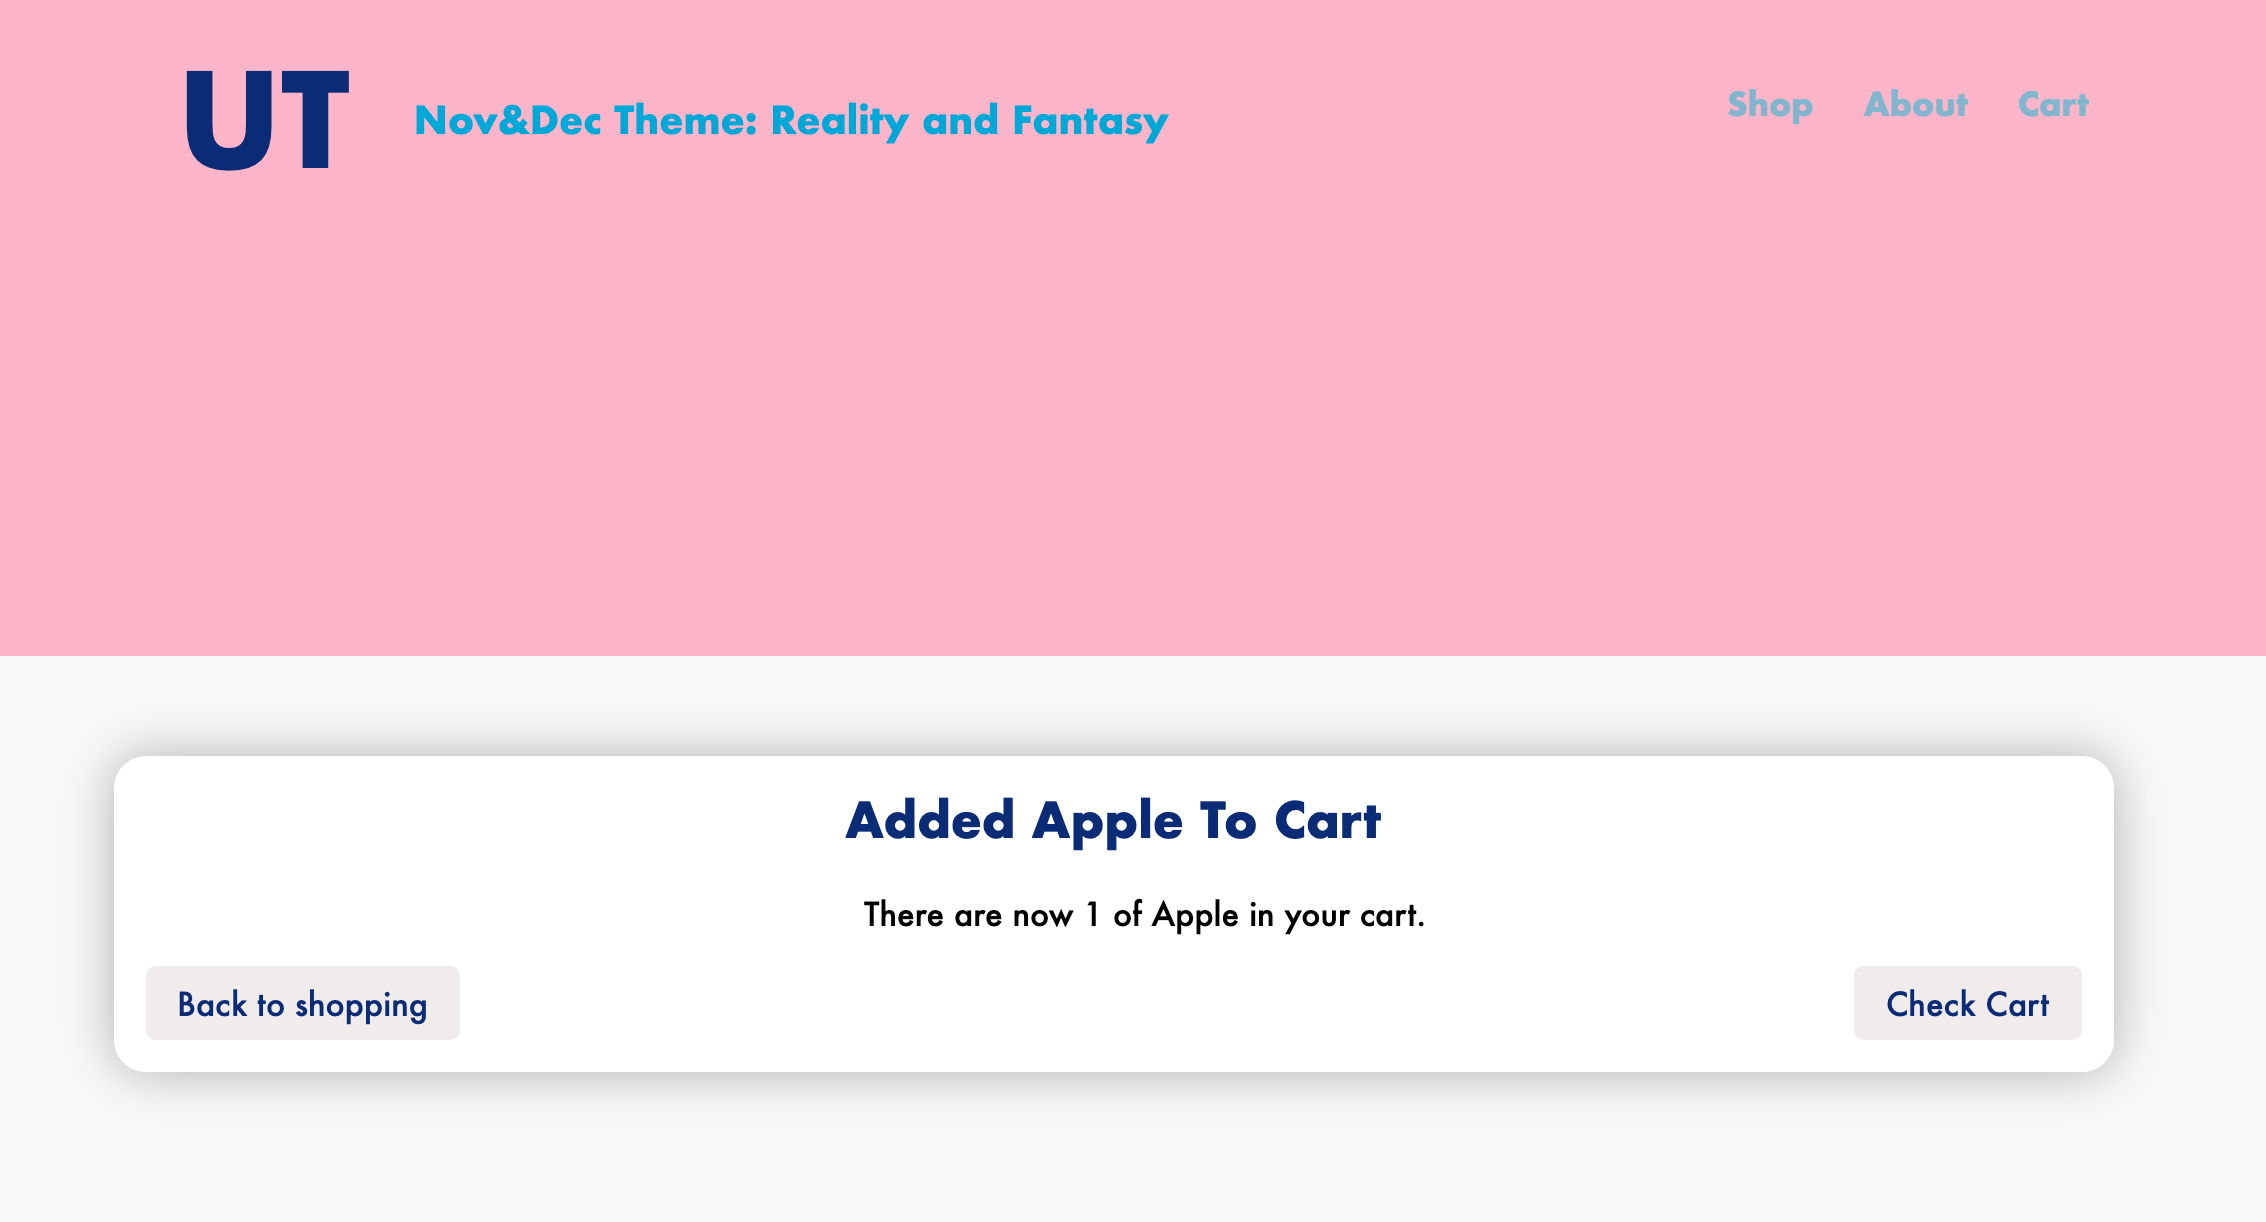 UT
Nov&Dec Theme: Reality and Fantasy
Shop About Cart
Added Apple To Cart
There are now 1 of Apple in your cart.
Back to shopping
Check Cart